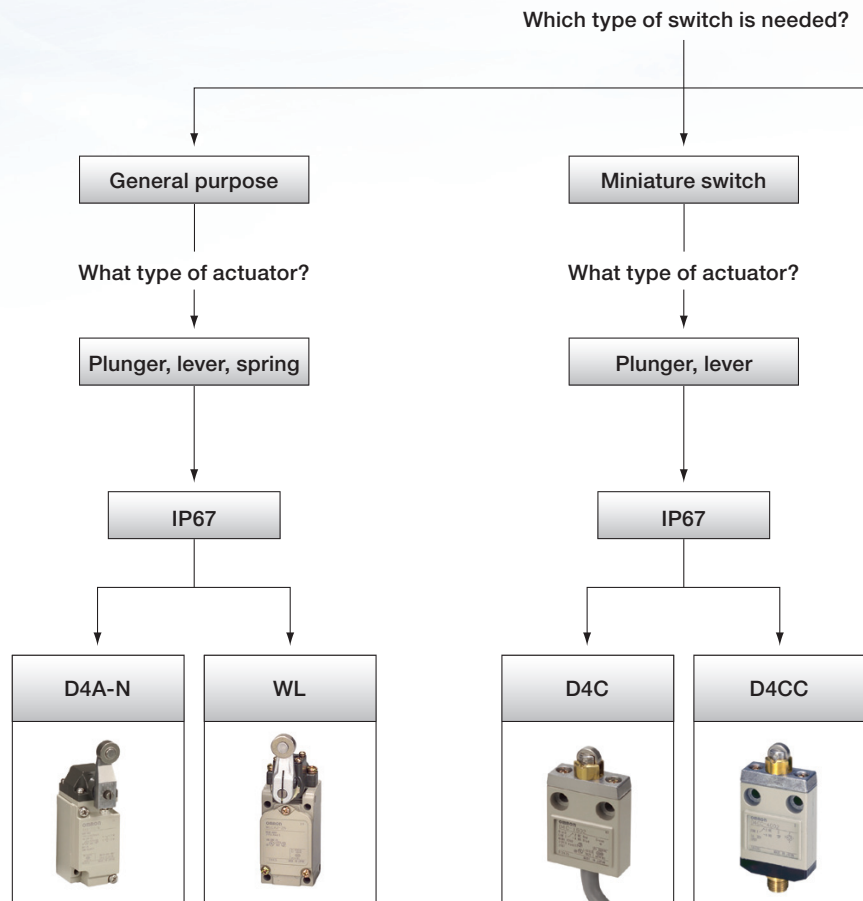 Which type of switch is needed?
General purpose
Miniature switch
What type of actuator?
What type of actuator?
Plunger, lever, spring
Plunger, lever
IP67
IP67
D4A-N
WL
D4C
D4CC